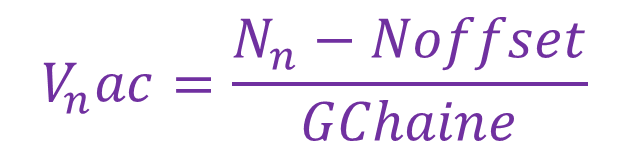 Vₙac = (Nₙ − Noffset) / GChaine